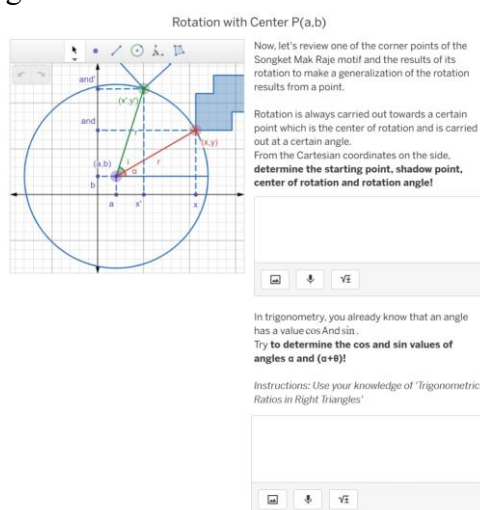 Rotation with Center P(a,b)
Now, let's review one of the corner points of the
Songket Mak Raje motif and the results of its
rotation to make a generalization of the rotation
results from a point.
Rotation is always carried out towards a certain
point which is the center of rotation and is carried
out at a certain angle.
From the Cartesian coordinates on the side,
determine the starting point, shadow point,
center of rotation and rotation angle!
and'
(x',y')
and
(x,y)
(a,b)
r
r
α
b
a
x'
x
√±
In trigonometry, you already know that an angle
has a value cos And sin .
Try to determine the cos and sin values of
angles α and (α+θ)!
Instructions: Use your knowledge of 'Trigonometric
Ratios in Right Triangles'
√±